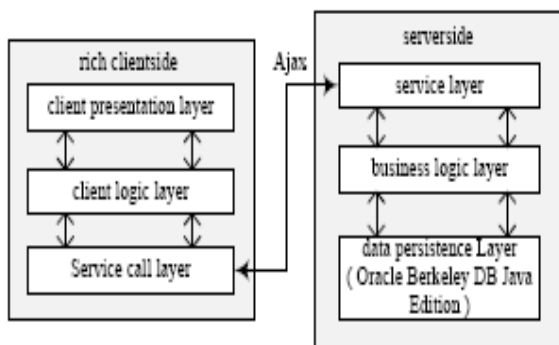 rich clientside
client presentation layer
client logic layer
Service call layer
Ajax
serverside
service layer
business logic layer
data persistence Layer
( Oracle Berkeley DB Java
Edition )